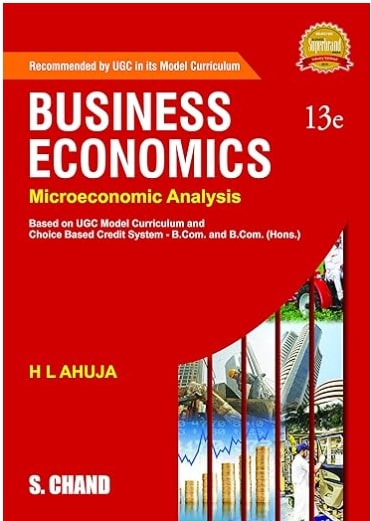 Recommended by UGC in its Model Curriculum
Superbrand
BUSINESS
ECONOMICS
13e
Microeconomic Analysis
Based on UGC Model Curriculum and
Choice Based Credit System - B.Com. and B.Com. (Hons.)
H L AHUJA
S. CHAND